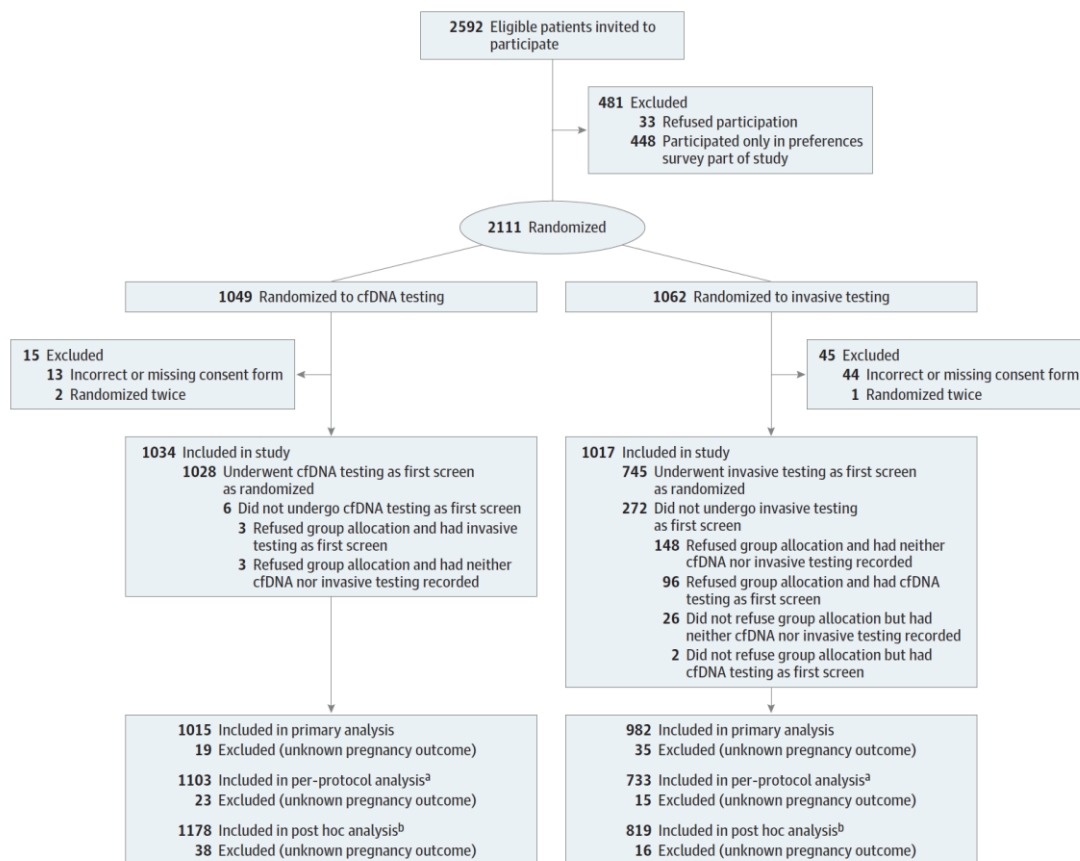 2592 Eligible patients invited to
participate
481 Excluded
33 Refused participation
448 Participated only in preferences
survey part of study
2111 Randomized
1049 Randomized to cfDNA testing
1062 Randomized to invasive testing
15 Excluded
13 Incorrect or missing consent form
2 Randomized twice
45 Excluded
44 Incorrect or missing consent form
1 Randomized twice
1034 Included in study
1028 Underwent cfDNA testing as first screen
as randomized
6 Did not undergo cfDNA testing as first screen
3 Refused group allocation and had invasive
testing as first screen
3 Refused group allocation and had neither
cfDNA nor invasive testing recorded
1017 Included in study
745 Underwent invasive testing as first screen
as randomized
272 Did not undergo invasive testing
as first screen
148 Refused group allocation and had neither
cfDNA nor invasive testing recorded
96 Refused group allocation and had cfDNA
testing as first screen
26 Did not refuse group allocation but had
neither cfDNA nor invasive testing recorded
2 Did not refuse group allocation but had
cfDNA testing as first screen
1015 Included in primary analysis
19 Excluded (unknown pregnancy outcome)
1103 Included in per-protocol analysisᵃ
23 Excluded (unknown pregnancy outcome)
1178 Included in post hoc analysisᵇ
38 Excluded (unknown pregnancy outcome)
982 Included in primary analysis
35 Excluded (unknown pregnancy outcome)
733 Included in per-protocol analysisᵃ
15 Excluded (unknown pregnancy outcome)
819 Included in post hoc analysisᵇ
16 Excluded (unknown pregnancy outcome)